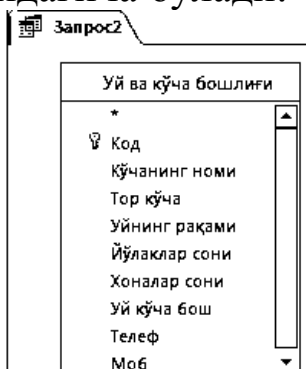 Запрос2
Уй ва кўча бошлиғи
*
Код
Кўчанинг номи
Тор кўча
Уйнинг рақами
Йўлаклар сони
Хоналар сони
Уй кўча бош
Телеф
Моб